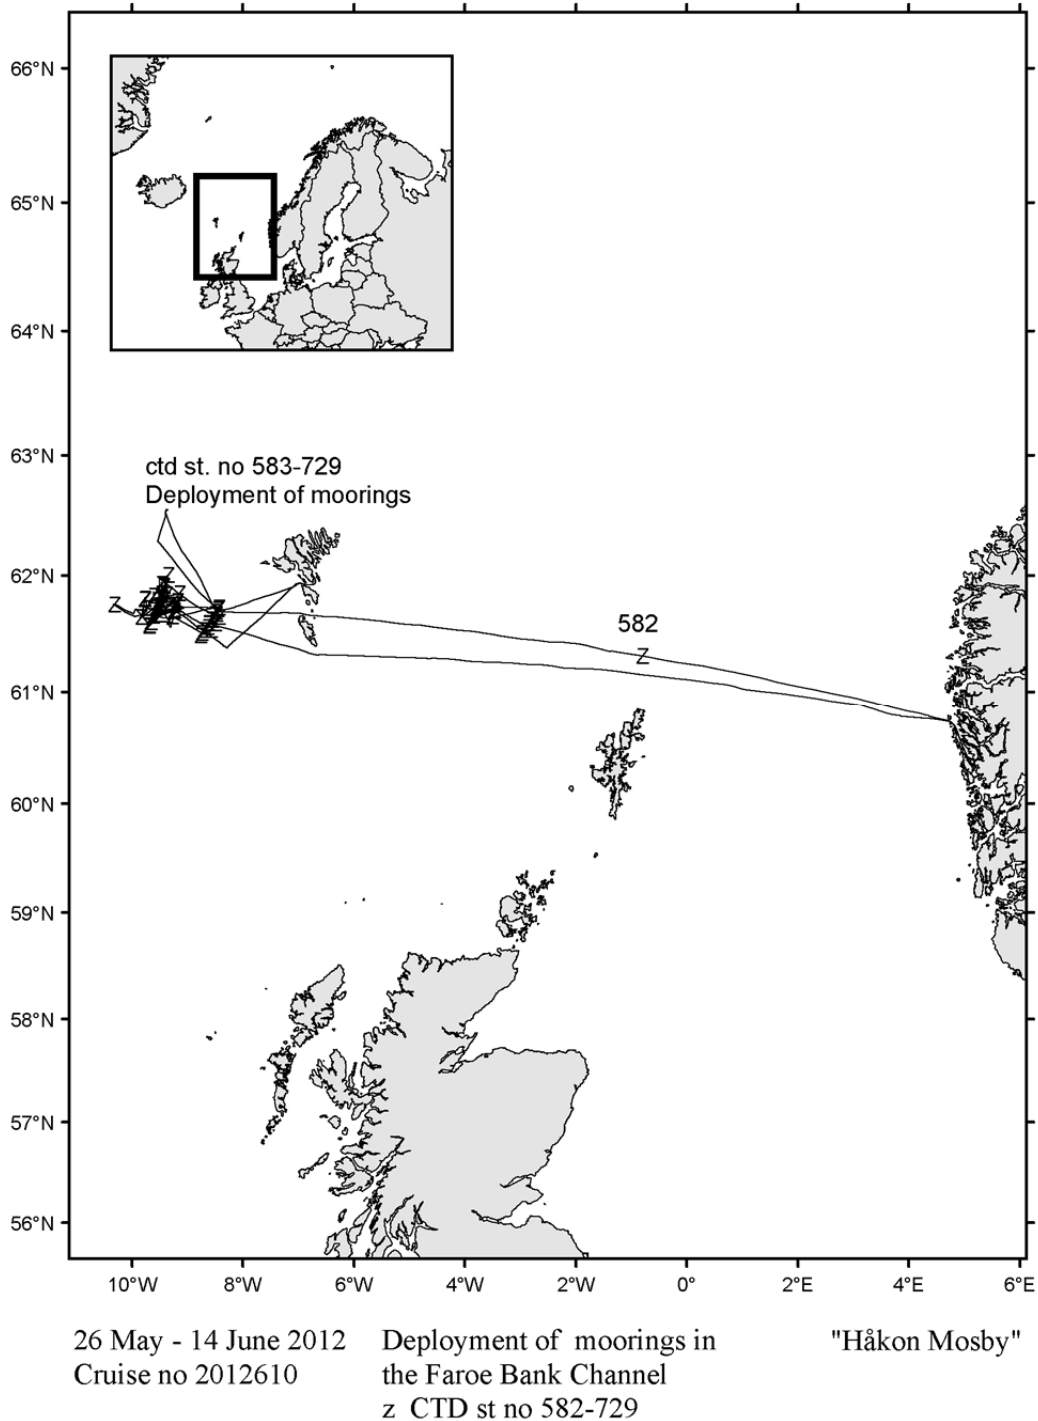 66°N
65°N
64°N
63°N
62°N
61°N
60°N
59°N
58°N
57°N
56°N
ctd st. no 583-729
Deployment of moorings
582
Z
Z
10°W 8°W 6°W 4°W 2°W 0° 2°E 4°E 6°E
26 May - 14 June 2012
Cruise no 2012610
Deployment of moorings in
the Faroe Bank Channel
z CTD st no 582-729
"Håkon Mosby"